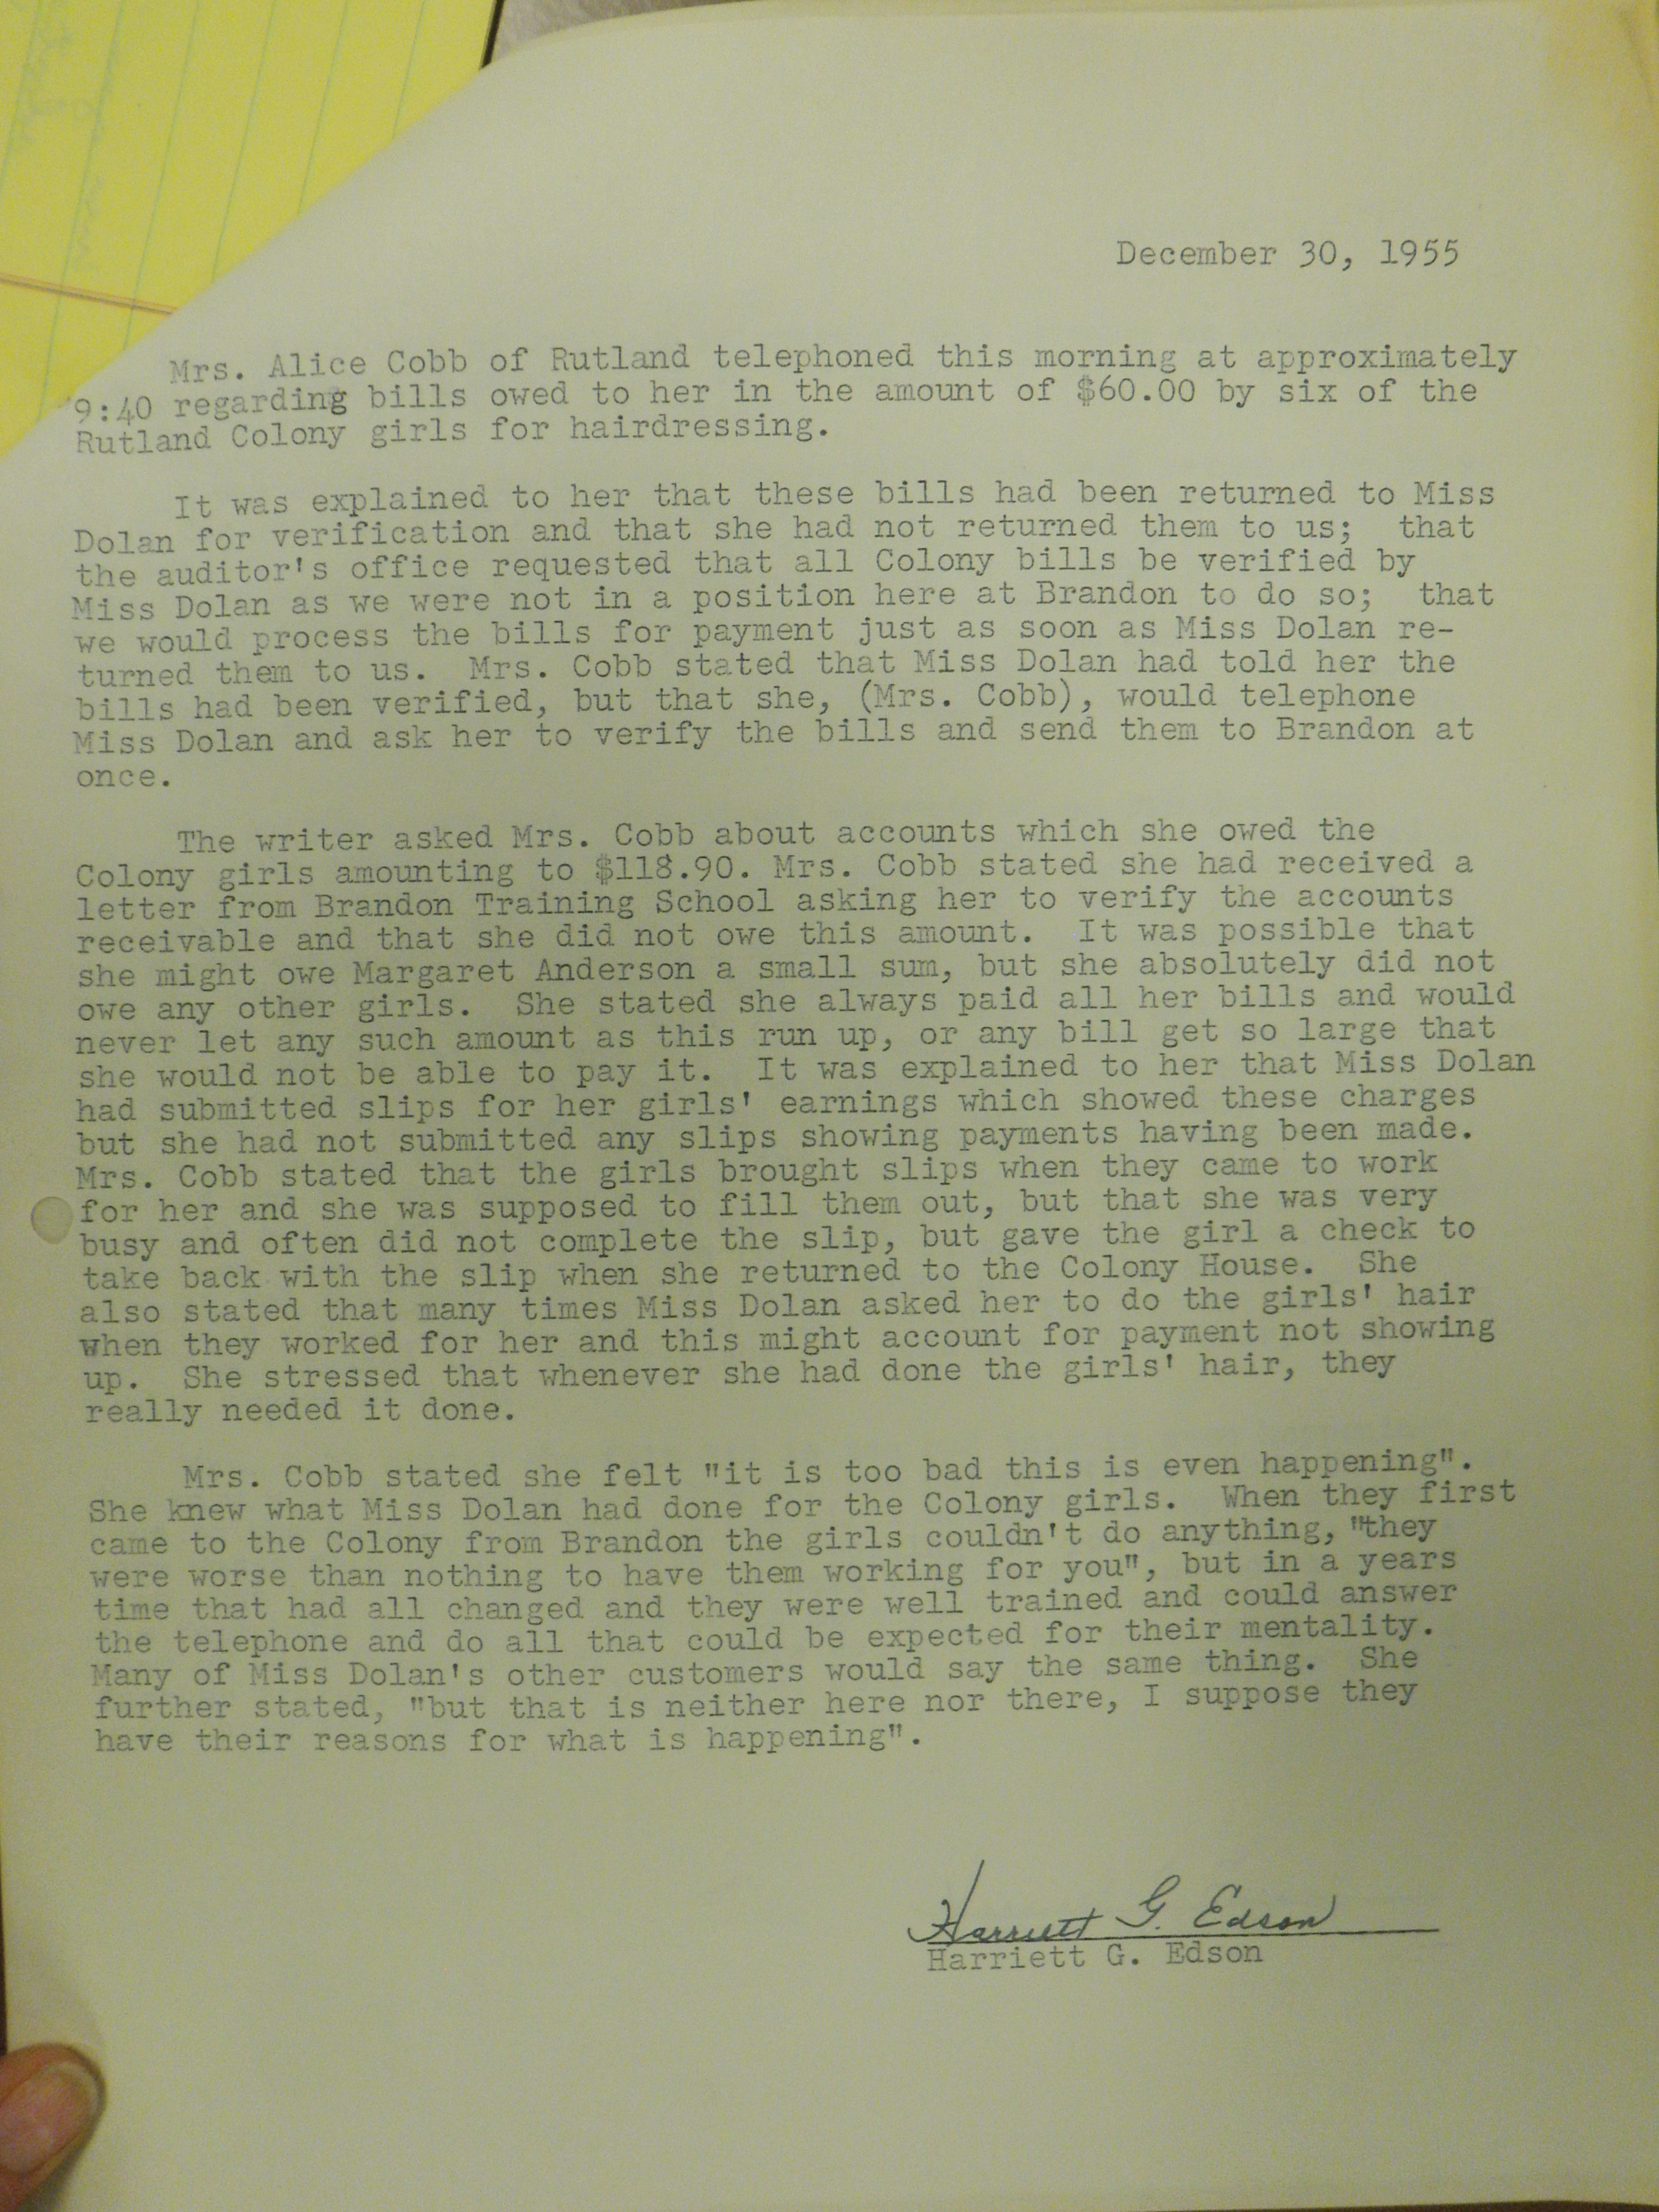 December 30, 1955
Mrs. Alice Cobb of Rutland telephoned this morning at approximately
9:40 regarding bills owed to her in the amount of $60.00 by six of the
Rutland Colony girls for hairdressing.
It was explained to her that these bills had been returned to Miss
Dolan for verification and that she had not returned them to us; that
the auditor's office requested that all Colony bills be verified by
Miss Dolan as we were not in a position here at Brandon to do so; that
we would process the bills for payment just as soon as Miss Dolan re-
turned them to us. Mrs. Cobb stated that Miss Dolan had told her the
bills had been verified, but that she, (Mrs. Cobb), would telephone
Miss Dolan and ask her to verify the bills and send them to Brandon at
once.
The writer asked Mrs. Cobb about accounts which she owed the
Colony girls amounting to $118.90. Mrs. Cobb stated she had received a
letter from Brandon Training School asking her to verify the accounts
receivable and that she did not owe this amount. It was possible that
she might owe Margaret Anderson a small sum, but she absolutely did not
owe any other girls. She stated she always paid all her bills and would
never let any such amount as this run up, or any bill get so large that
she would not be able to pay it. It was explained to her that Miss Dolan
had submitted slips for her girls' earnings which showed these charges
but she had not submitted any slips showing payments having been made.
Mrs. Cobb stated that the girls brought slips when they came to work
for her and she was supposed to fill them out, but that she was very
busy and often did not complete the slip, but gave the girl a check to
take back with the slip when she returned to the Colony House. She
also stated that many times Miss Dolan asked her to do the girls' hair
when they worked for her and this might account for payment not showing
up. She stressed that whenever she had done the girls' hair, they
really needed it done.
Mrs. Cobb stated she felt "it is too bad this is even happening".
She knew what Miss Dolan had done for the Colony girls. When they first
came to the Colony from Brandon the girls couldn't do anything, "they
were worse than nothing to have them working for you", but in a years
time that had all changed and they were well trained and could answer
the telephone and do all that could be expected for their mentality.
Many of Miss Dolan's other customers would say the same thing. She
further stated, "but that is neither here nor there, I suppose they
have their reasons for what is happening".
Harriett G. Edson
Harriett G. Edson